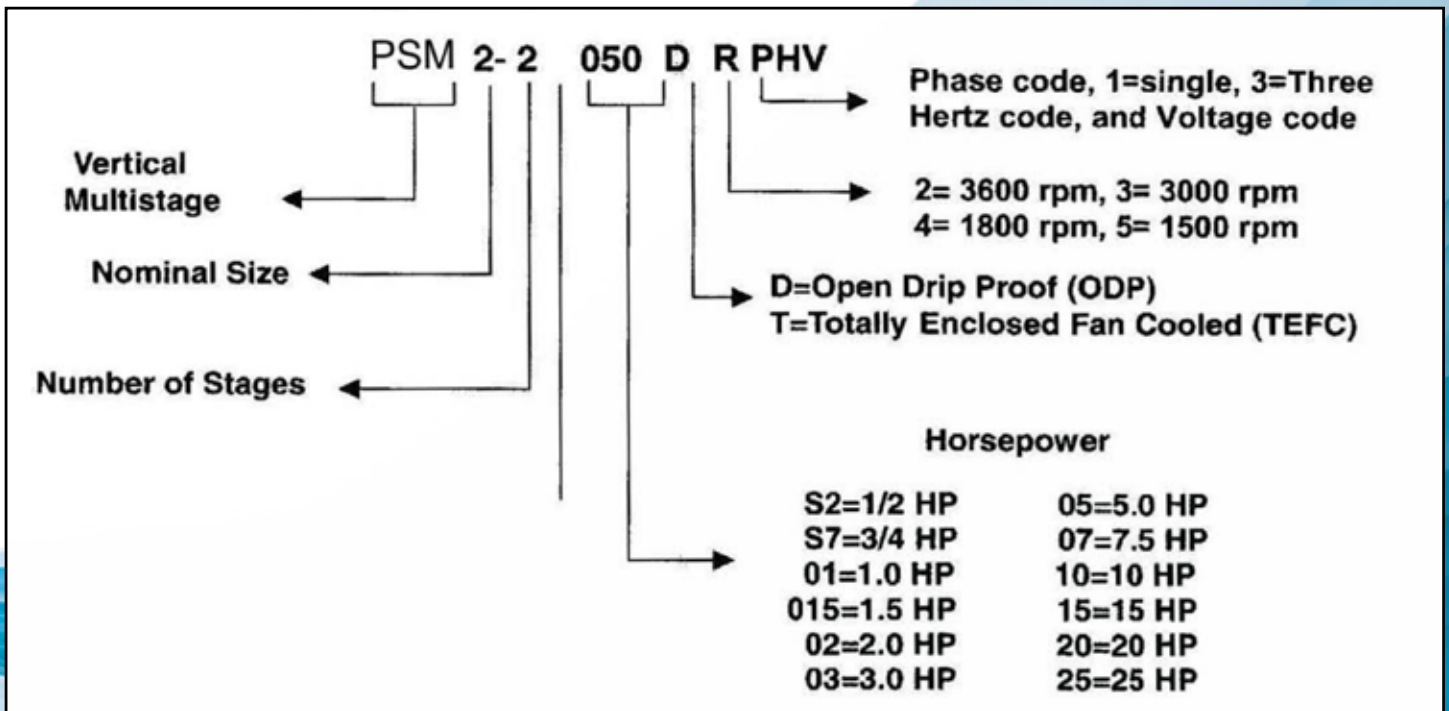 PSM 2- 2 050 D R PHV
Phase code, 1=single, 3=Three
Hertz code, and Voltage code
Vertical
Multistage
2= 3600 rpm, 3= 3000 rpm
4= 1800 rpm, 5= 1500 rpm
Nominal Size
D=Open Drip Proof (ODP)
T=Totally Enclosed Fan Cooled (TEFC)
Number of Stages
Horsepower
S2=1/2 HP 05=5.0 HP
S7=3/4 HP 07=7.5 HP
01=1.0 HP 10=10 HP
015=1.5 HP 15=15 HP
02=2.0 HP 20=20 HP
03=3.0 HP 25=25 HP